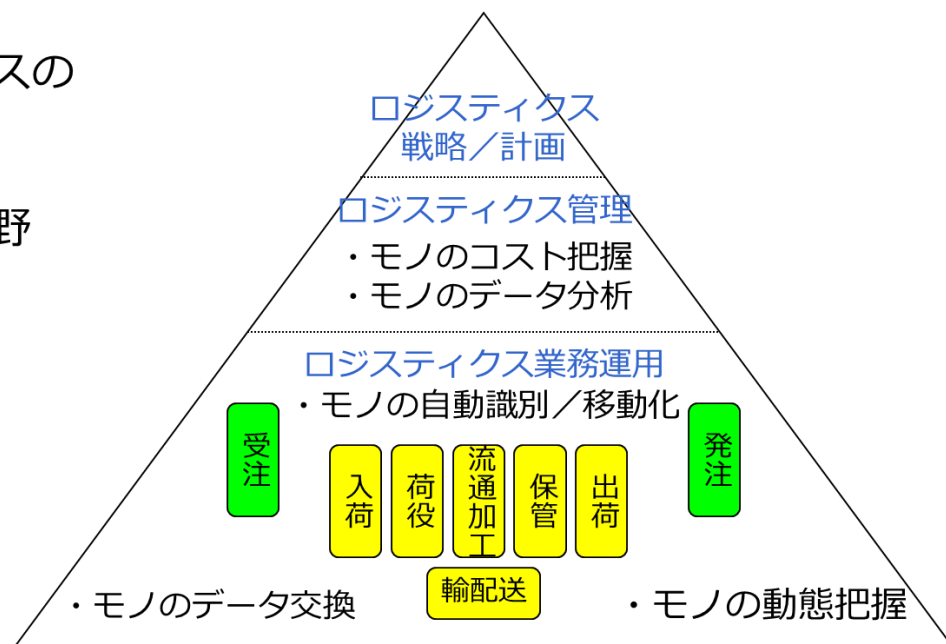 スの
野
ロジスティクス
戦略／計画
ロジスティクス管理
・モノのコスト把握
・モノのデータ分析
ロジスティクス業務運用
・モノの自動識別／移動化
受注
発注
入荷
荷役
流通加工
保管
出荷
輸配送
・モノのデータ交換
・モノの動態把握